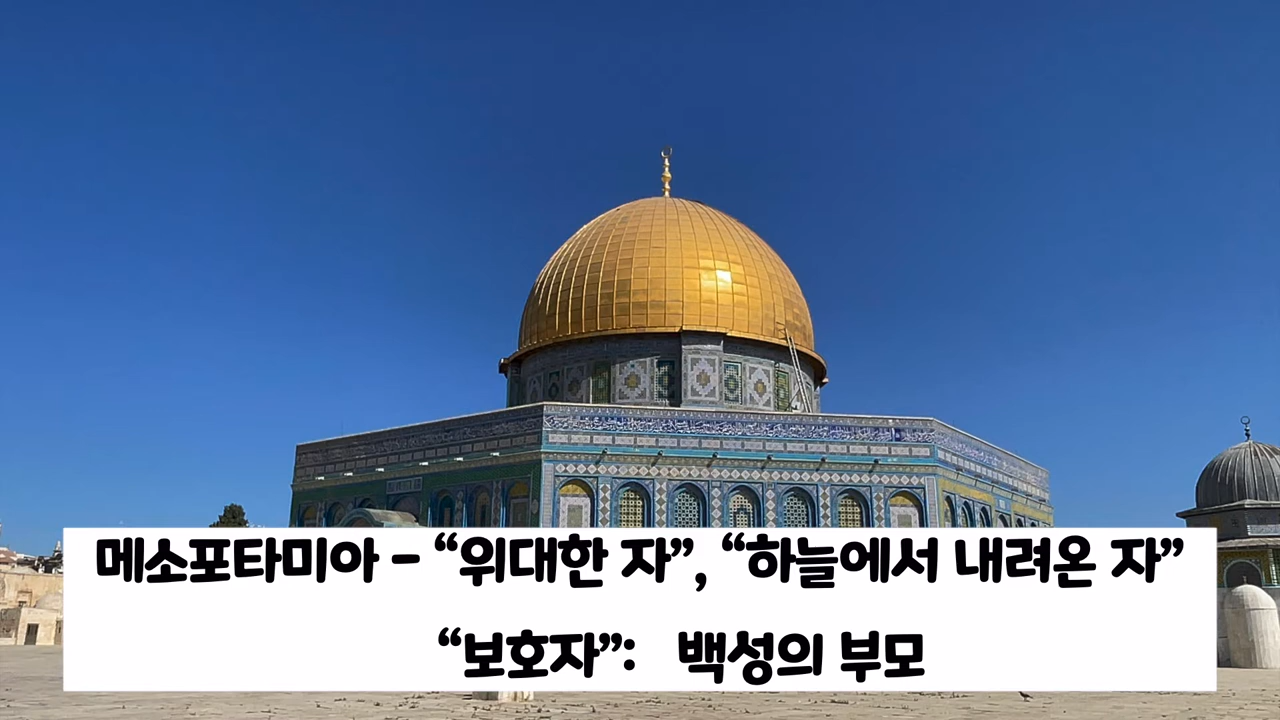 메소포타미아 - “위대한 자”, “하늘에서 내려온 자”
“보호자”: 백성의 부모